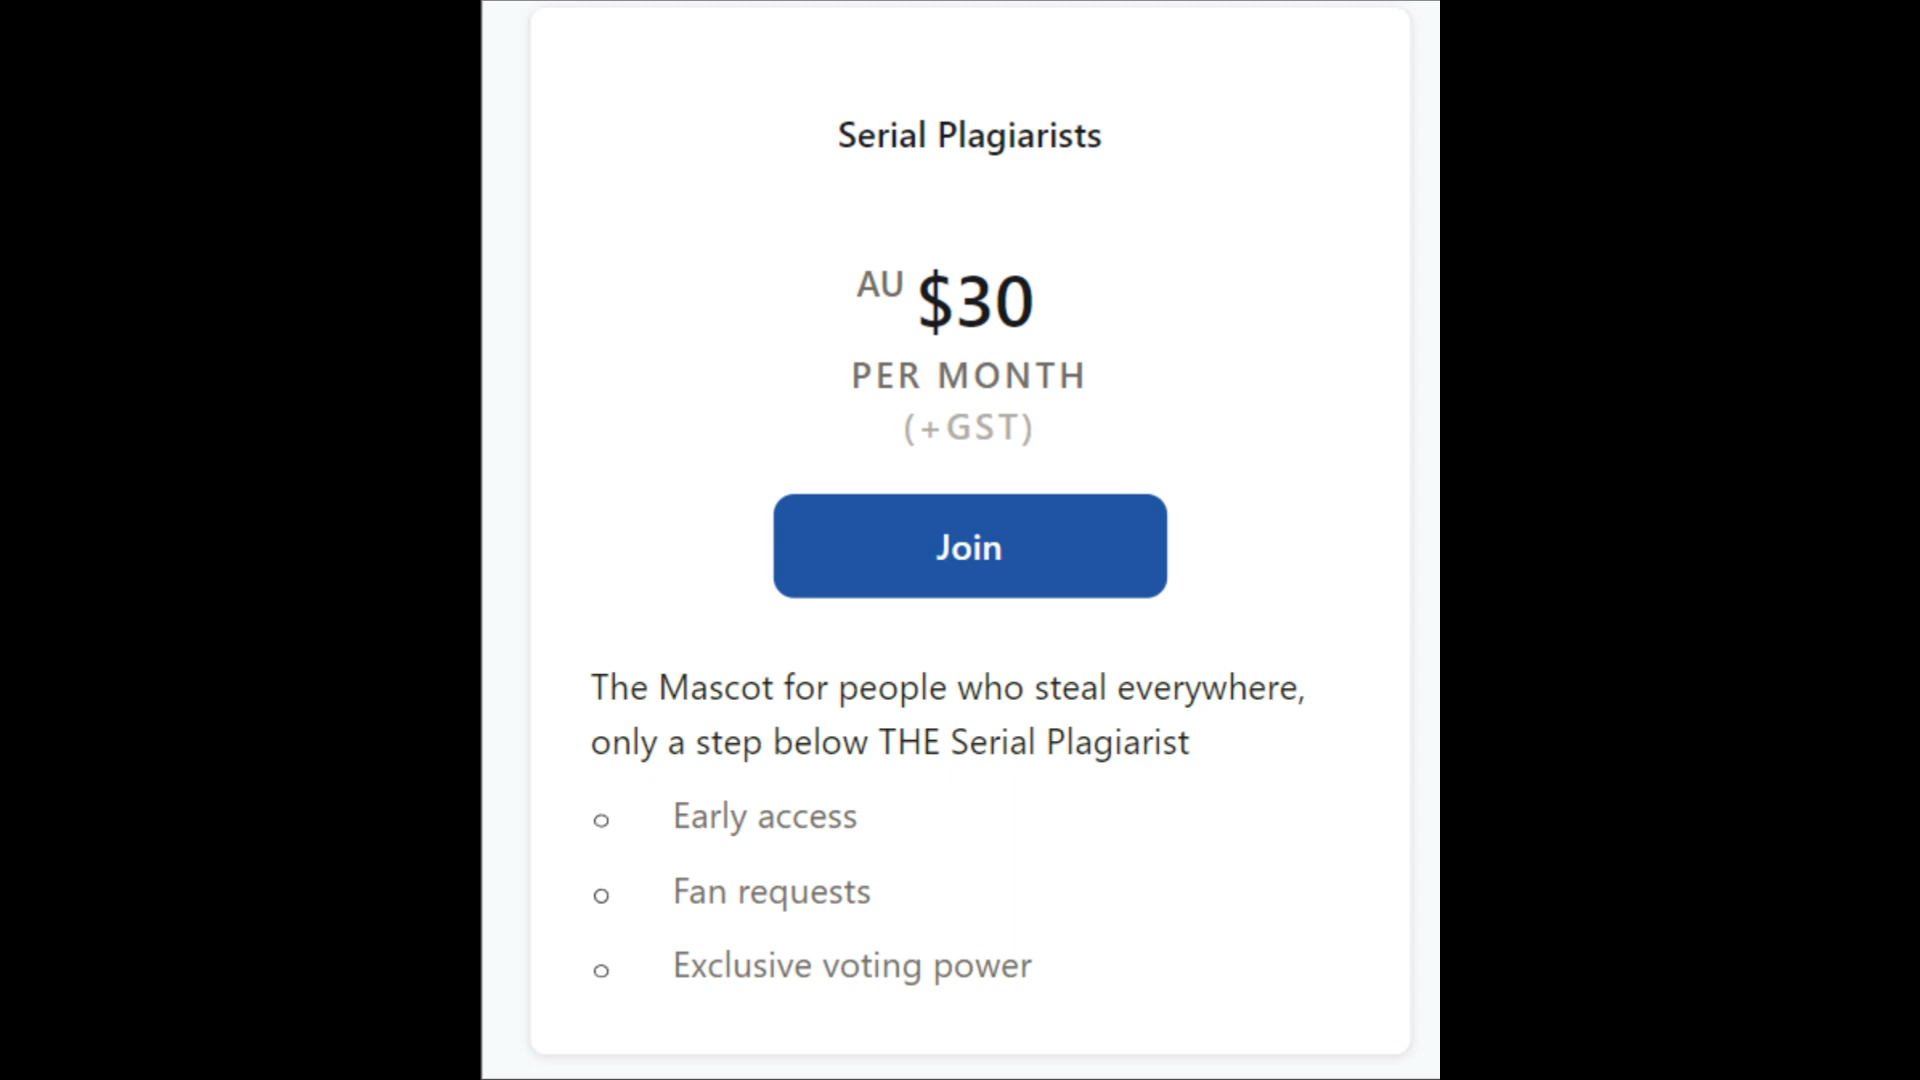 Serial Plagiarists
AU $30
PER MONTH
(+GST)
Join
The Mascot for people who steal everywhere,
only a step below THE Serial Plagiarist
Early access
Fan requests
Exclusive voting power